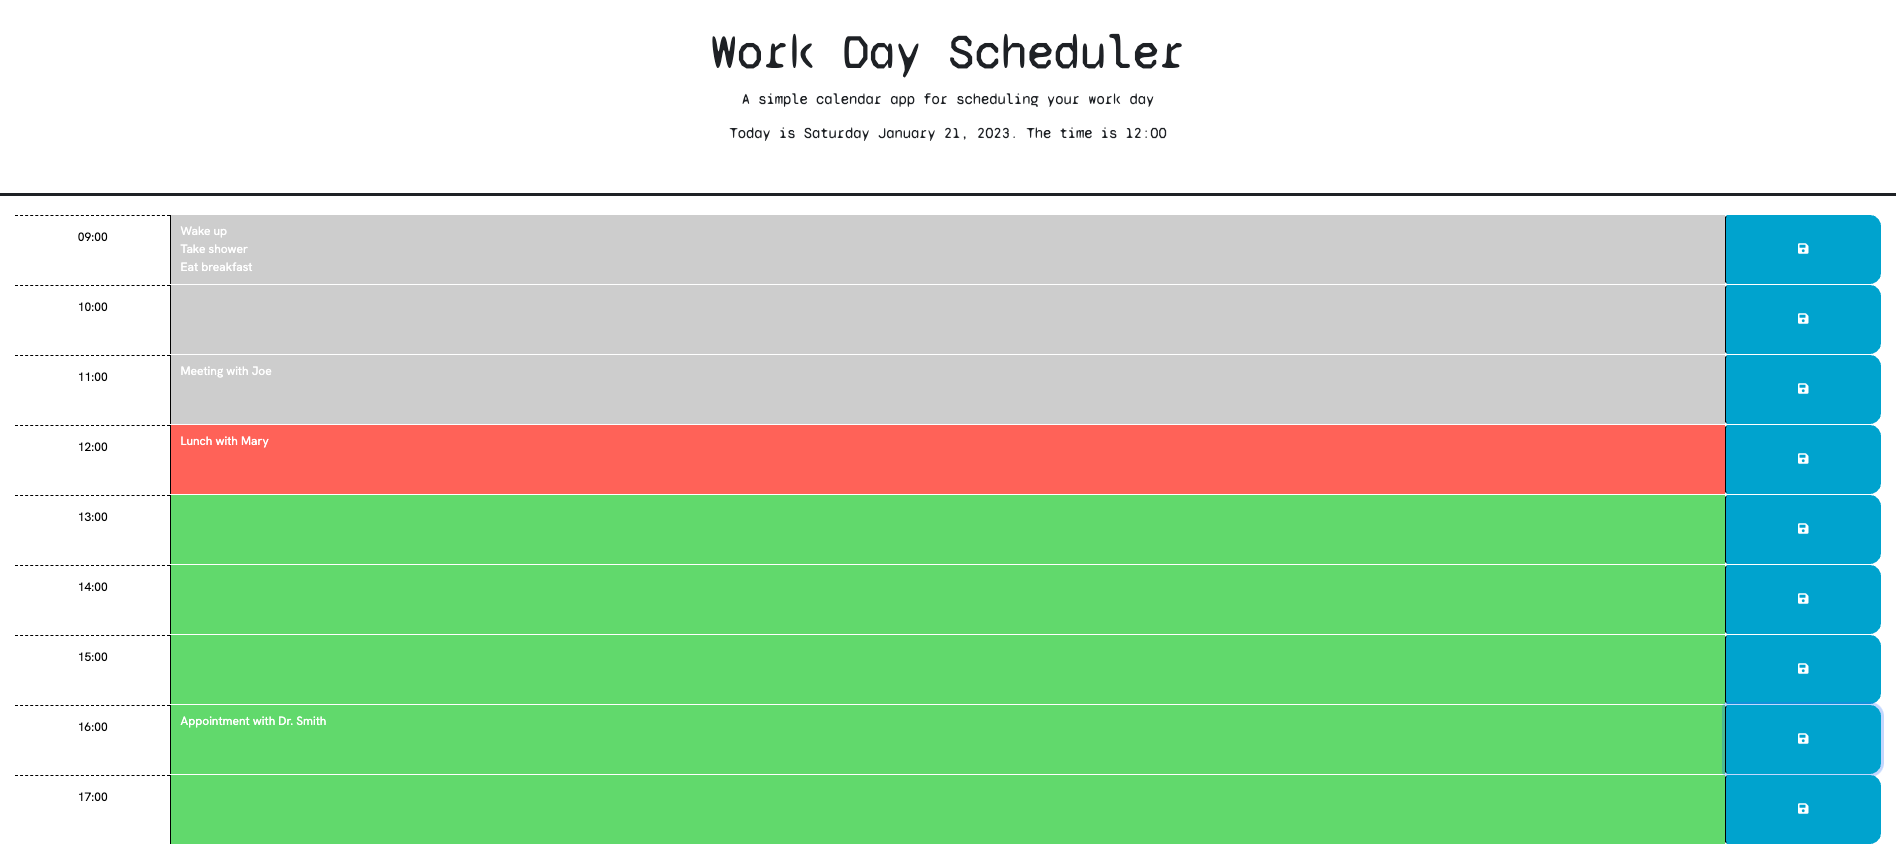 Work Day Scheduler
A simple calendar app for scheduling your work day
Today is Saturday January 21, 2023. The time is 12:00
09:00
Wake up
Take shower
Eat breakfast
10:00
11:00
Meeting with Joe
12:00
Lunch with Mary
13:00
14:00
15:00
16:00
Appointment with Dr. Smith
17:00